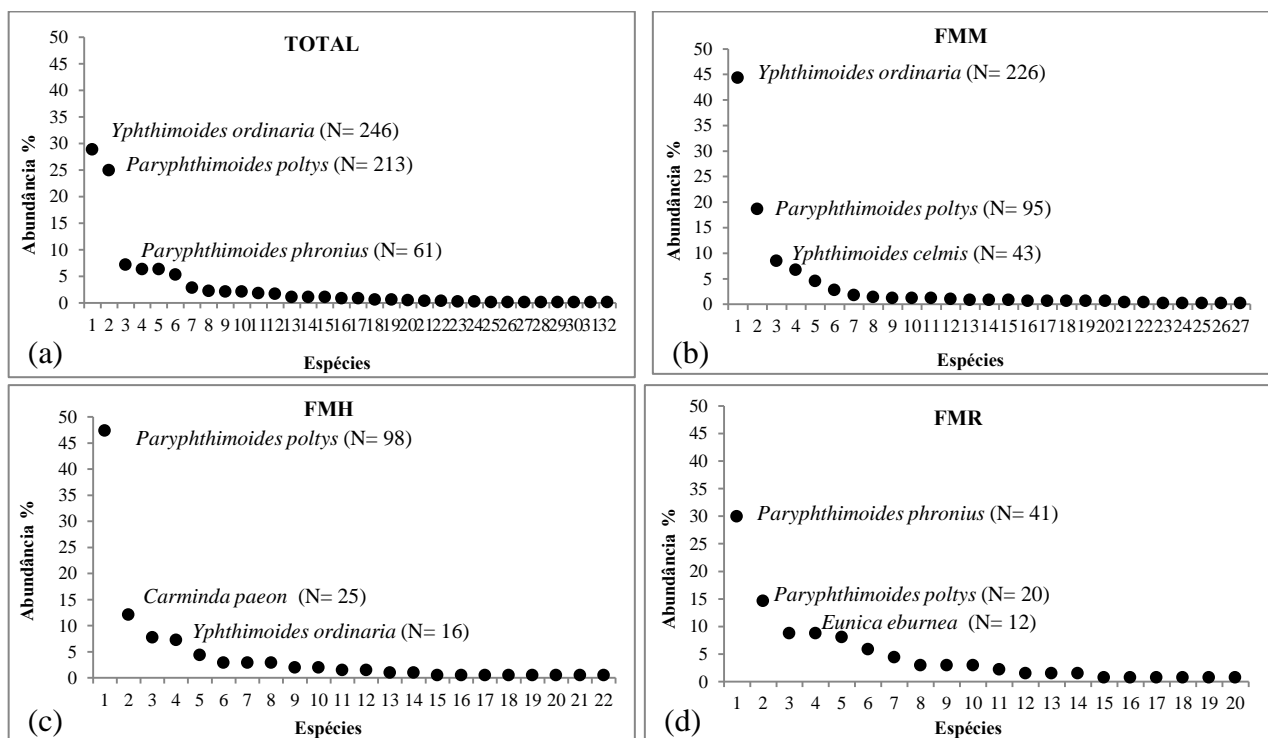 TOTAL
Abundância %
50
45
40
35
30
25
20
15
10
5
0
Yphthimoides ordinaria (N= 246)
Paryphthimoides poltys (N= 213)
Paryphthimoides phronius (N= 61)
1 2 3 4 5 6 7 8 9 10 11 12 13 14 15 16 17 18 19 20 21 22 23 24 25 26 27 28 29 30 31 32
Espécies
(a)
FMM
Abundância %
50
45
40
35
30
25
20
15
10
5
0
Yphthimoides ordinaria (N= 226)
Paryphthimoides poltys (N= 95)
Yphthimoides celmis (N= 43)
1 2 3 4 5 6 7 8 9 10 11 12 13 14 15 16 17 18 19 20 21 22 23 24 25 26 27
Espécies
(b)
FMH
Abundância %
50
45
40
35
30
25
20
15
10
5
0
Paryphthimoides poltys (N= 98)
Carminda paeon (N= 25)
Yphthimoides ordinaria (N= 16)
1 2 3 4 5 6 7 8 9 10 11 12 13 14 15 16 17 18 19 20 21 22
Espécies
(c)
FMR
Abundância %
50
45
40
35
30
25
20
15
10
5
0
Paryphthimoides phronius (N= 41)
Paryphthimoides poltys (N= 20)
Eunica eburnea (N= 12)
1 2 3 4 5 6 7 8 9 10 11 12 13 14 15 16 17 18 19 20
Espécies
(d)